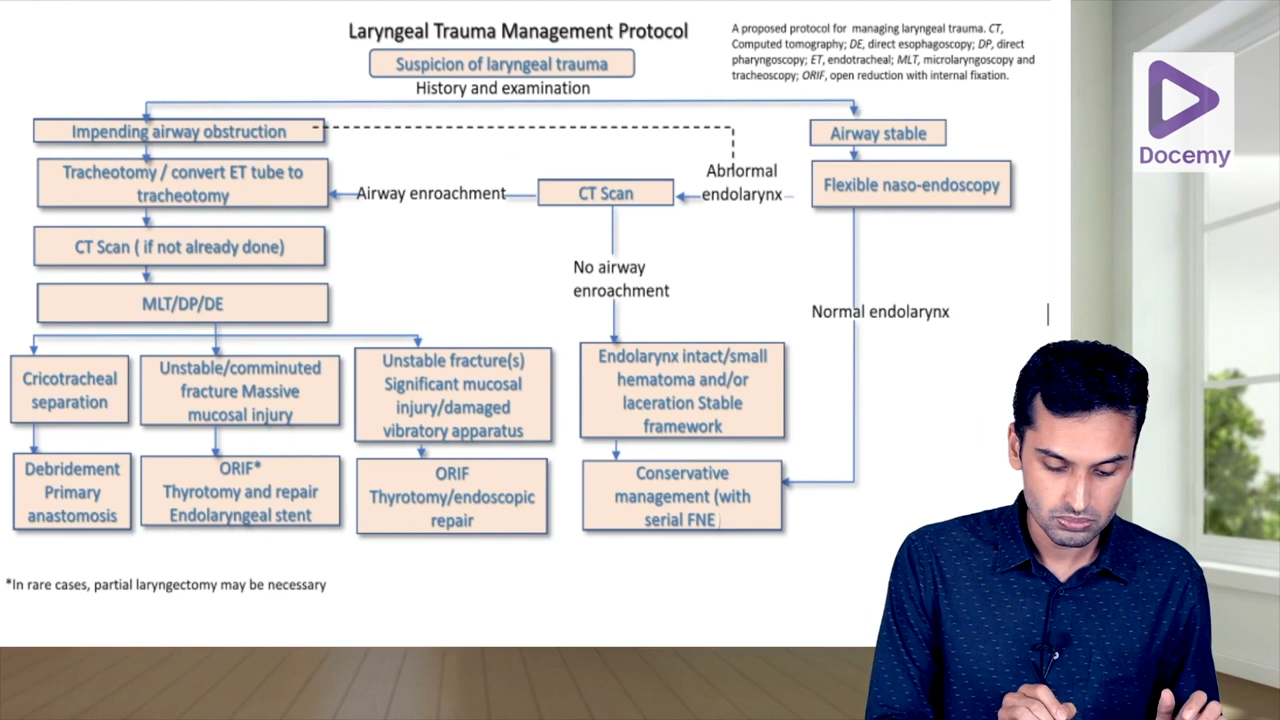 Laryngeal Trauma Management Protocol
A proposed protocol for managing laryngeal trauma. CT,
Computed tomography; DE, direct esophagoscopy; DP, direct
pharyngoscopy; ET, endotracheal; MLT, microlaryngoscopy and
tracheoscopy; ORIF, open reduction with internal fixation.
Suspicion of laryngeal trauma
History and examination
Impending airway obstruction
Airway stable
Tracheotomy / convert ET tube to
tracheotomy
Airway enroachment
CT Scan
Abnormal
endolarynx
Flexible naso-endoscopy
CT Scan ( if not already done)
No airway
enroachment
MLT/DP/DE
Normal endolarynx
Cricotracheal
separation
Unstable/comminuted
fracture Massive
mucosal injury
Unstable fracture(s)
Significant mucosal
injury/damaged
vibratory apparatus
Endolarynx intact/small
hematoma and/or
laceration Stable
framework
Debridement
Primary
anastomosis
ORIF*
Thyrotomy and repair
Endolaryngeal stent
ORIF
Thyrotomy/endoscopic
repair
Conservative
management (with
serial FNE)
*In rare cases, partial laryngectomy may be necessary
Docemy